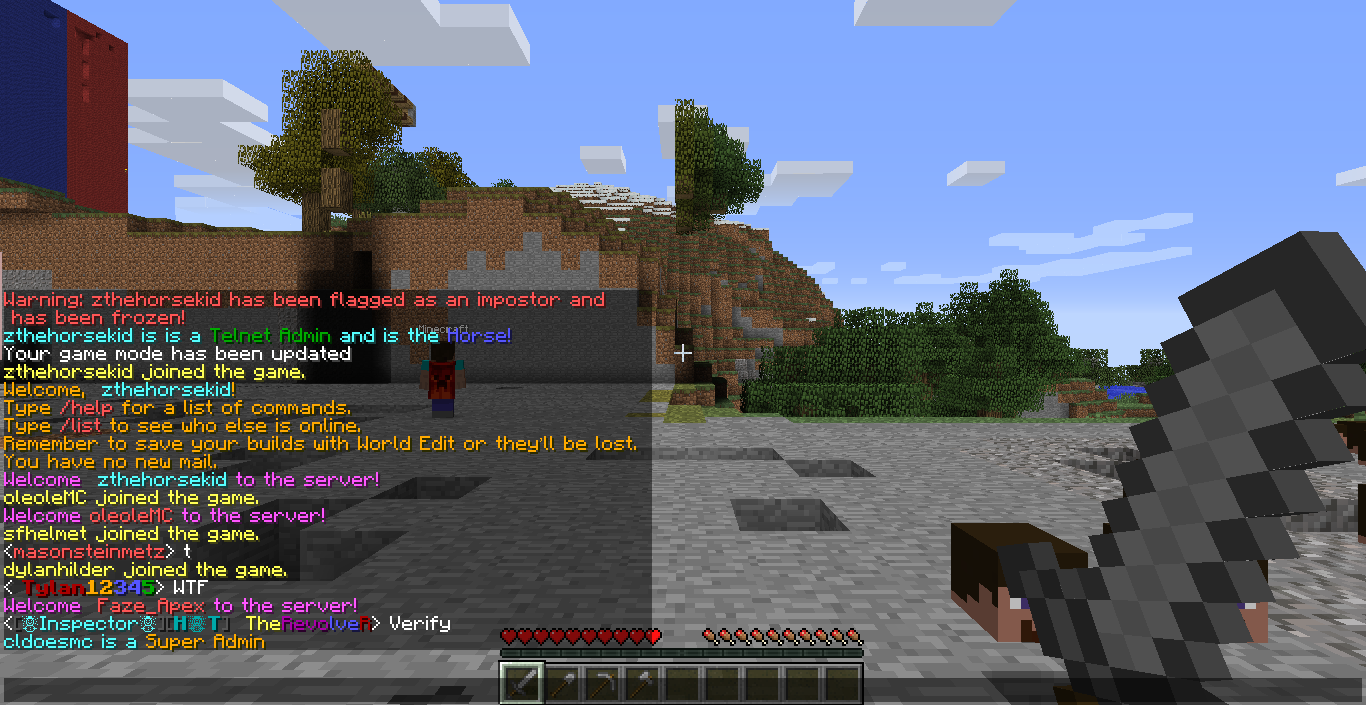 Warning: zthehorsekid has been flagged as an impostor and
has been frozen!
zthehorsekid is is a Telnet Admin and is the Horse!
Minecraft
Your game mode has been updated
zthehorsekid joined the game.
Welcome, zthehorsekid!
Type /help for a list of commands.
Type /list to see who else is online.
Remember to save your builds with World Edit or they'll be lost.
You have no new mail.
Welcome zthehorsekid to the server!
oleoleMC joined the game.
Welcome oleoleMC to the server!
sfhelmet joined the game.
<masonsteinmetz> t
dylanhilder joined the game.
< Tylan12345> WTF
Welcome Faze_Apex to the server!
Inspector TheRevolveR> Verify
cldoesmc is a Super Admin